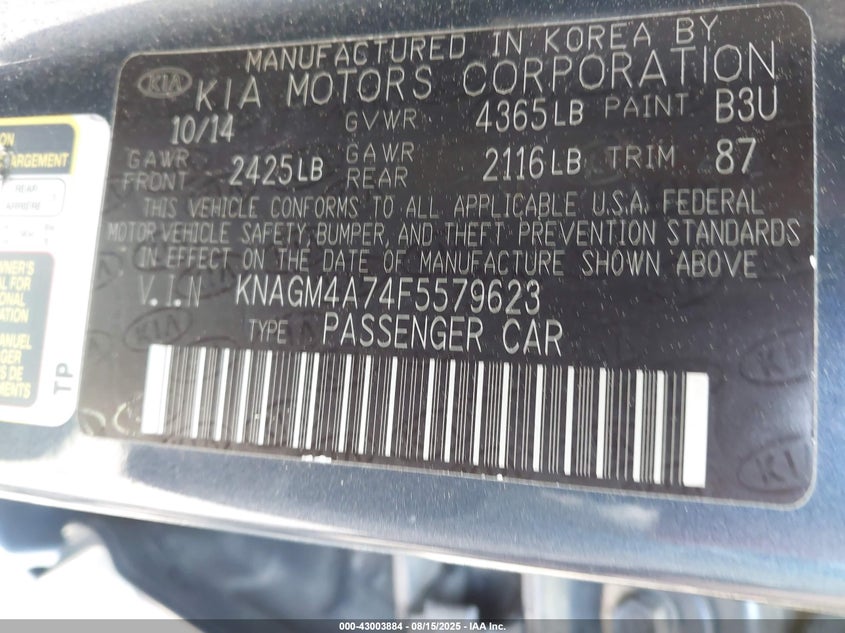 MANUFACTURED IN KOREA BY
KIA KIA MOTORS CORPORATION
10/14 GVWR 4365LB PAINT B3U
GAWR FRONT 2425LB GAWR REAR 2116LB TRIM 87
THIS VEHICLE CONFORMS TO ALL APPLICABLE U.S.A. FEDERAL
MOTOR VEHICLE SAFETY, BUMPER, AND THEFT PREVENTION STANDARDS
IN EFFECT ON THE DATE OF MANUFACTURE SHOWN ABOVE
V.I.N KNAGM4A74F5579623
TYPE PASSENGER CAR
TP
000-43003884 - 08/15/2025 - IAA Inc.